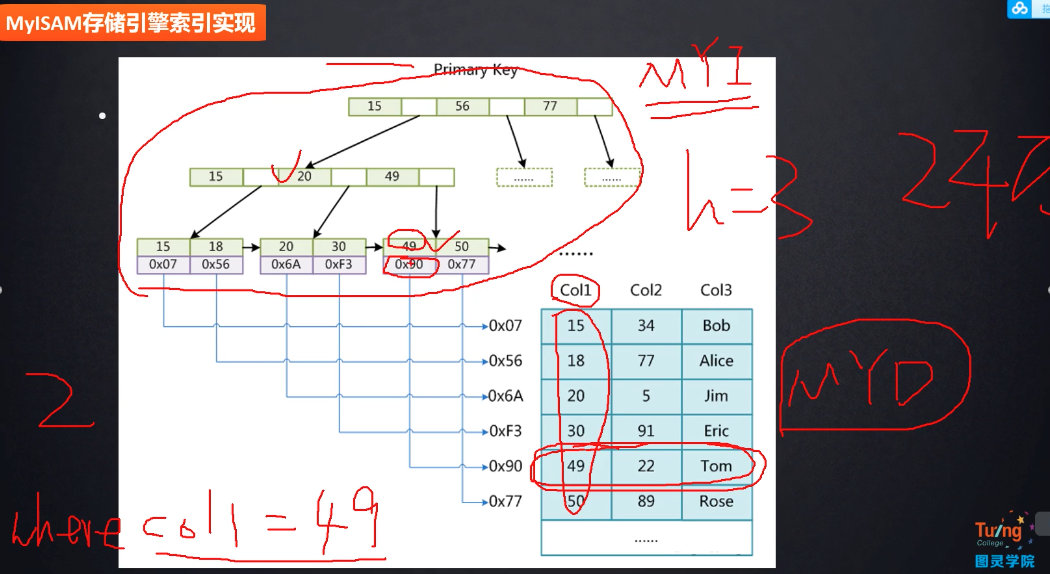 MyISAM存储引擎索引实现
拖
Primary Key
MYI
15 56 77
15 20 49
...... ......
h=3
15 18 20 30 49 50
0x07 0x56 0x6A 0xF3 0x90 0x77
......
Col1 Col2 Col3
0x07 15 34 Bob
0x56 18 77 Alice
0x6A 20 5 Jim
0xF3 30 91 Eric
0x90 49 22 Tom
0x77 50 89 Rose
......
MYD
2
where col1 = 49
Turing
College
图灵学院